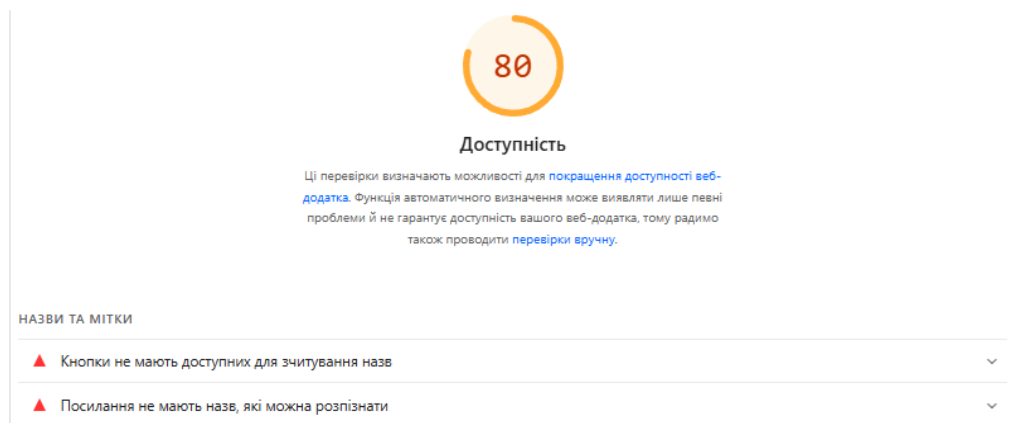 80
Доступність
Ці перевірки визначають можливості для покращення доступності веб-
додатка. Функція автоматичного визначення може виявляти лише певні
проблеми й не гарантує доступність вашого веб-додатка, тому радимо
також проводити перевірки вручну.
НАЗВИ ТА МІТКИ
Кнопки не мають доступних для зчитування назв
Посилання не мають назв, які можна розпізнати